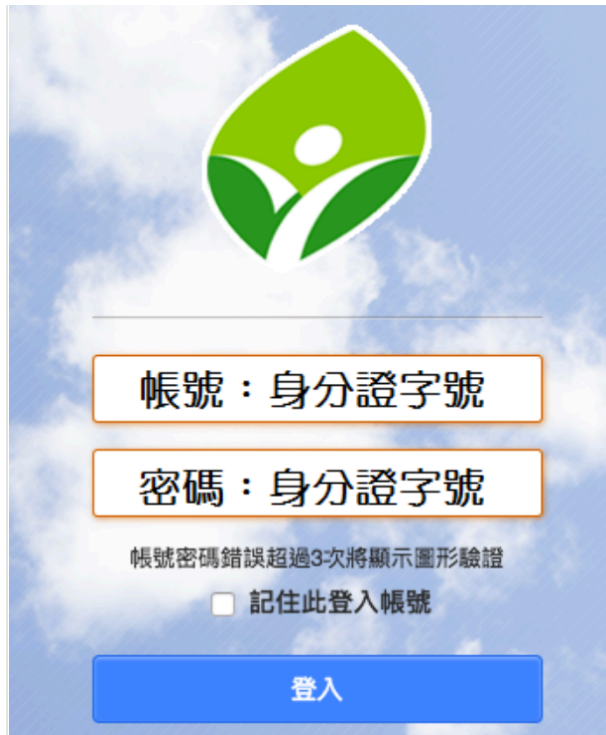 帳號：身分證字號
密碼：身分證字號
帳號密碼錯誤超過3次將顯示圖形驗證
記住此登入帳號
登入